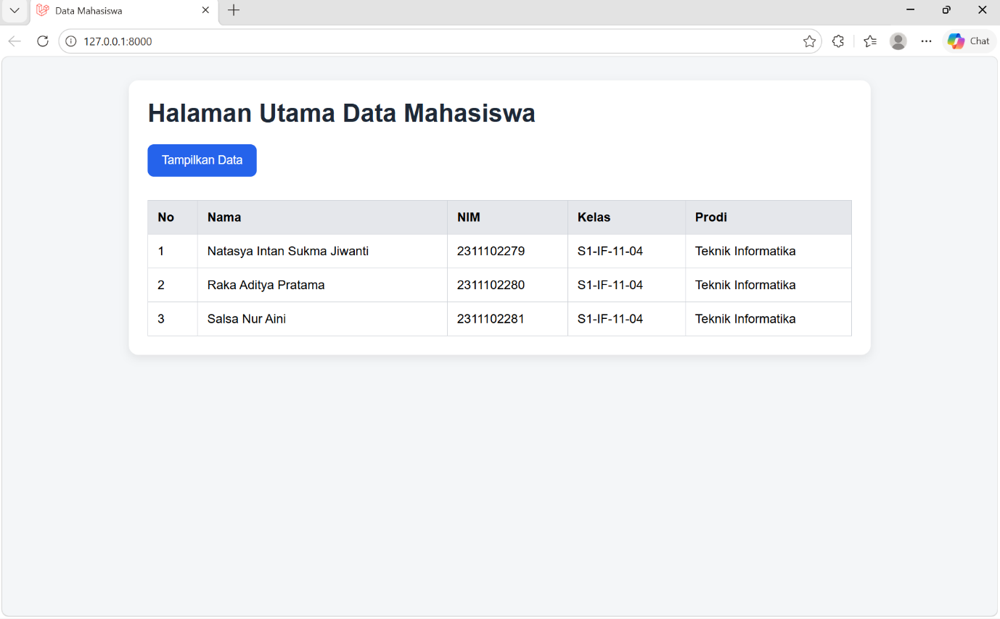 Data Mahasiswa
127.0.0.1:8000
Chat
Halaman Utama Data Mahasiswa
Tampilkan Data
No Nama NIM Kelas Prodi
1 Natasya Intan Sukma Jiwanti 2311102279 S1-IF-11-04 Teknik Informatika
2 Raka Aditya Pratama 2311102280 S1-IF-11-04 Teknik Informatika
3 Salsa Nur Aini 2311102281 S1-IF-11-04 Teknik Informatika